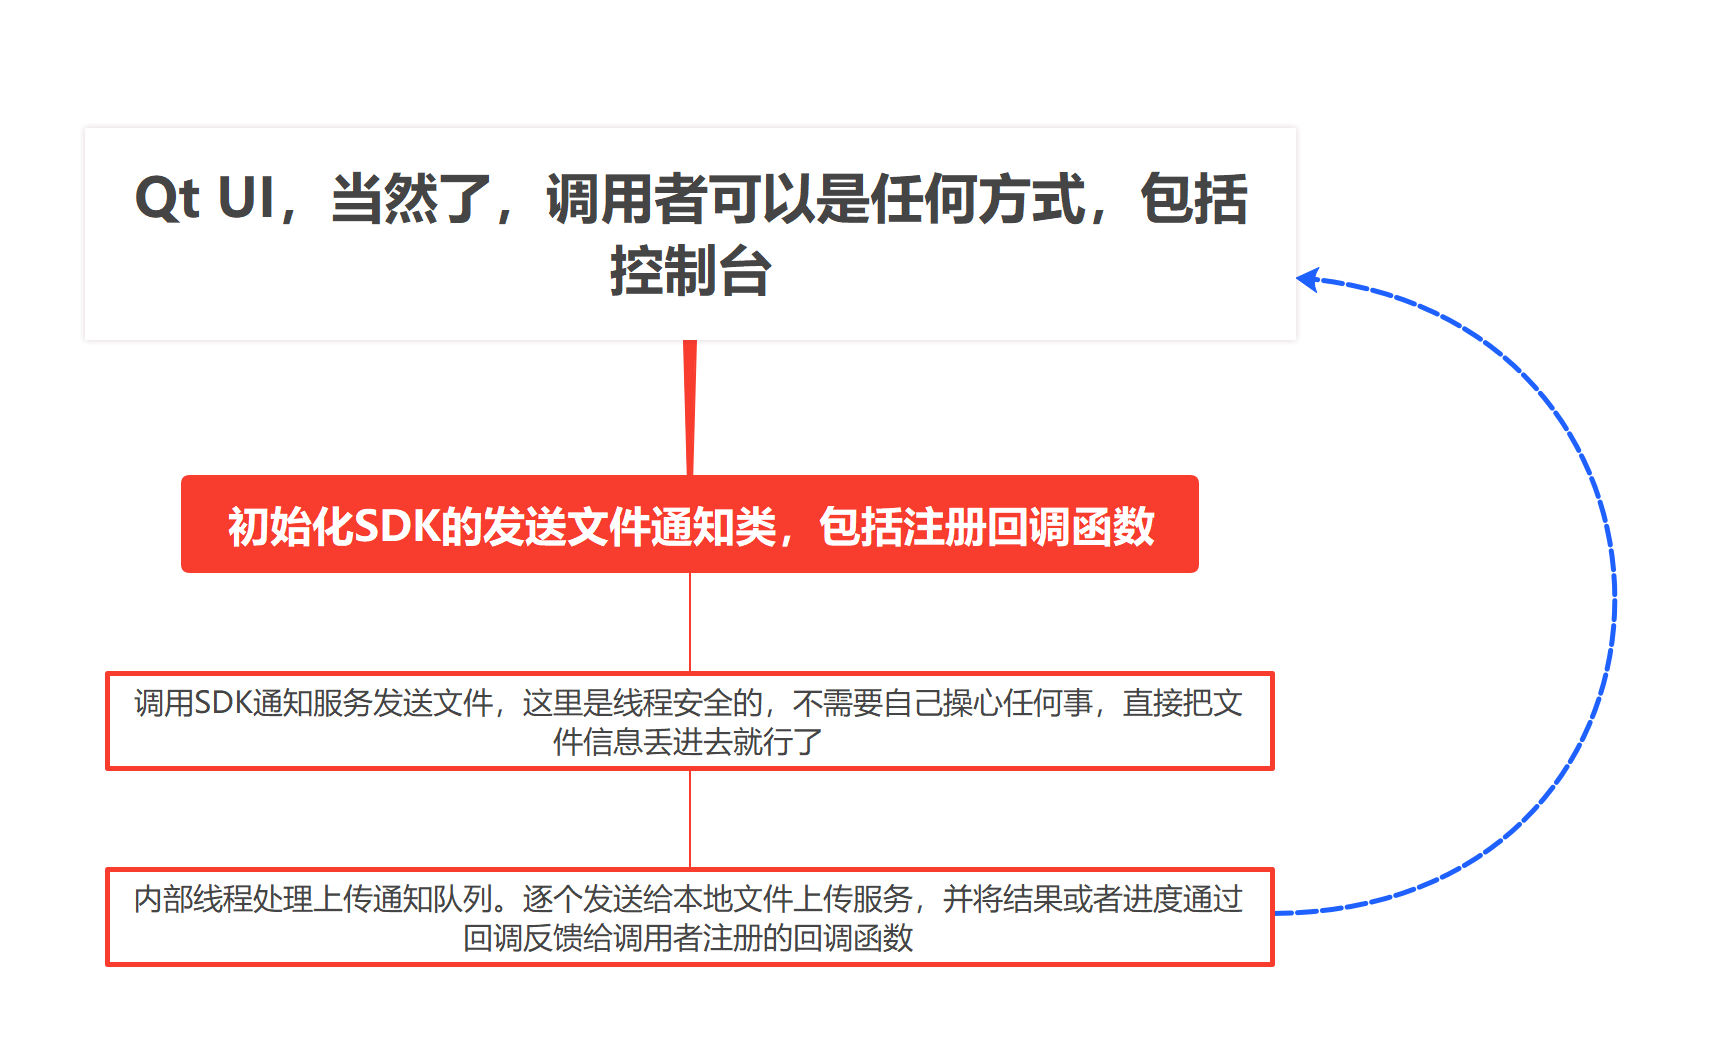 Qt UI，当然了，调用者可以是任何方式，包括
控制台
初始化SDK的发送文件通知类，包括注册回调函数
调用SDK通知服务发送文件，这里是线程安全的，不需要自己操心任何事，直接把文
件信息丢进去就行了
内部线程处理上传通知队列。逐个发送给本地文件上传服务，并将结果或者进度通过
回调反馈给调用者注册的回调函数